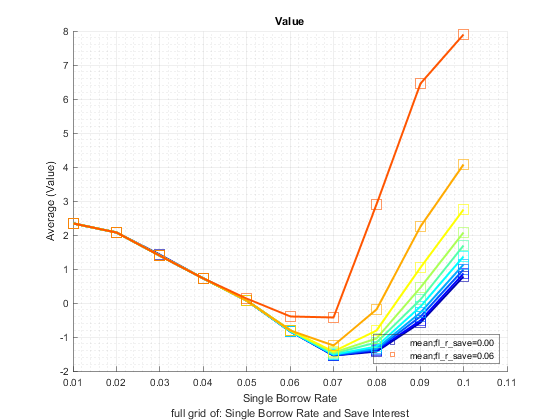 Value
8
7
6
5
4
3
2
1
0
-1
-2
Average (Value)
mean;fl_r_save=0.00
mean;fl_r_save=0.06
0.01 0.02 0.03 0.04 0.05 0.06 0.07 0.08 0.09 0.1 0.11
Single Borrow Rate
full grid of: Single Borrow Rate and Save Interest